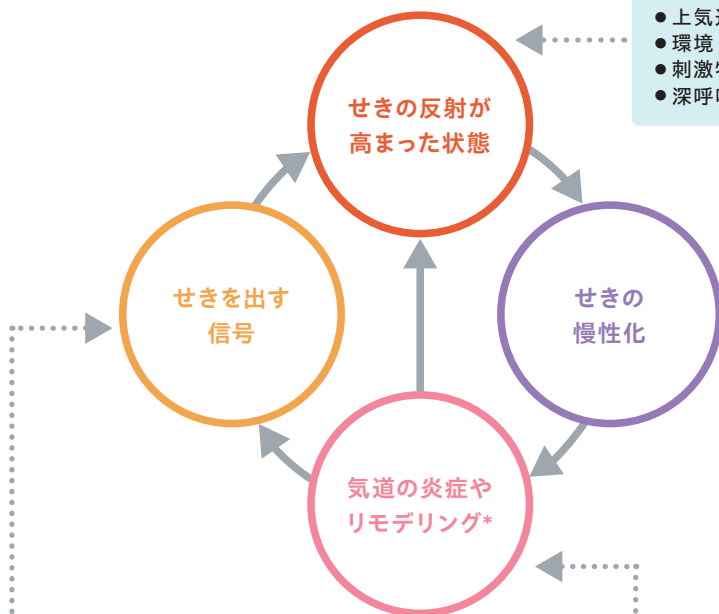 ● 上気
● 環境
● 刺激
● 深呼
せきの反射が
高まった状態
せきを出す
信号
せきの
慢性化
気道の炎症や
リモデリング*